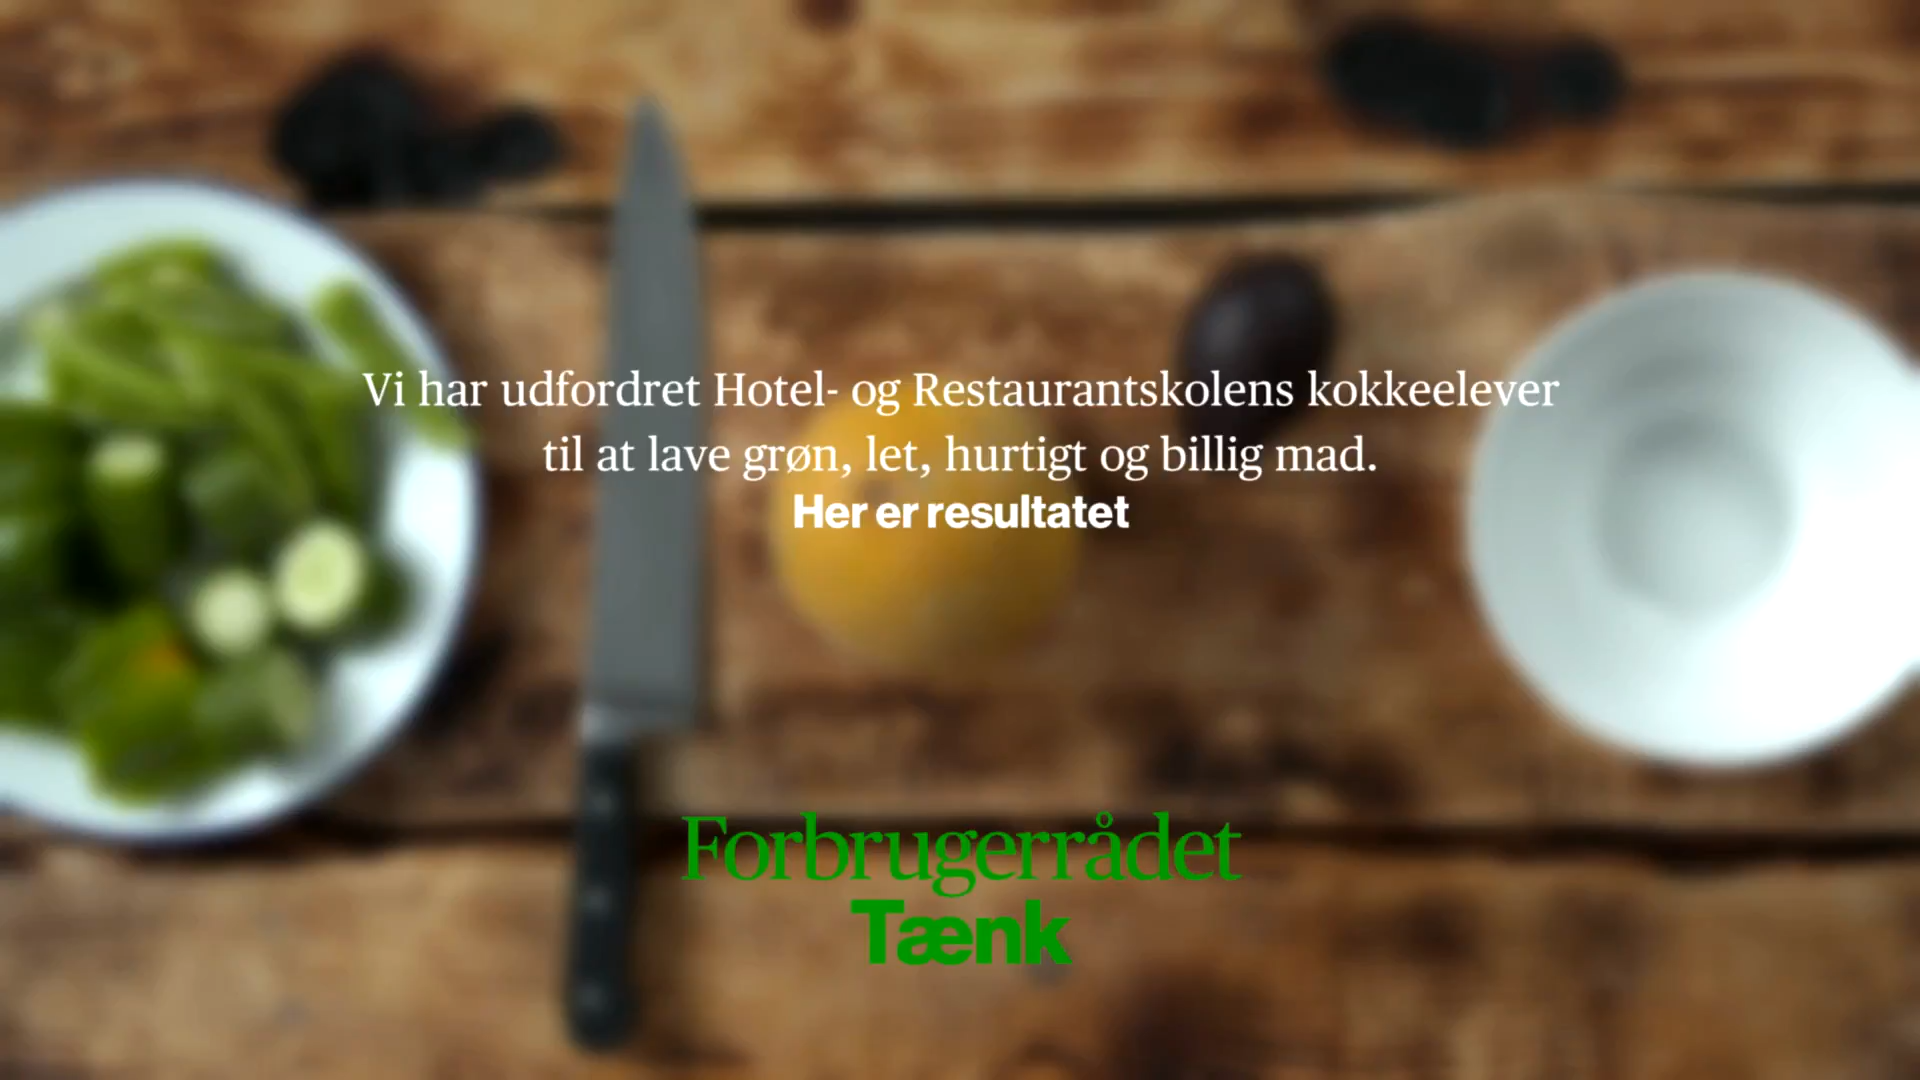 Vi har udfordret Hotel- og Restaurantskolens kokkeelever
til at lave grøn, let, hurtigt og billig mad.
Her er resultatet
Forbrugerrådet
Tænk